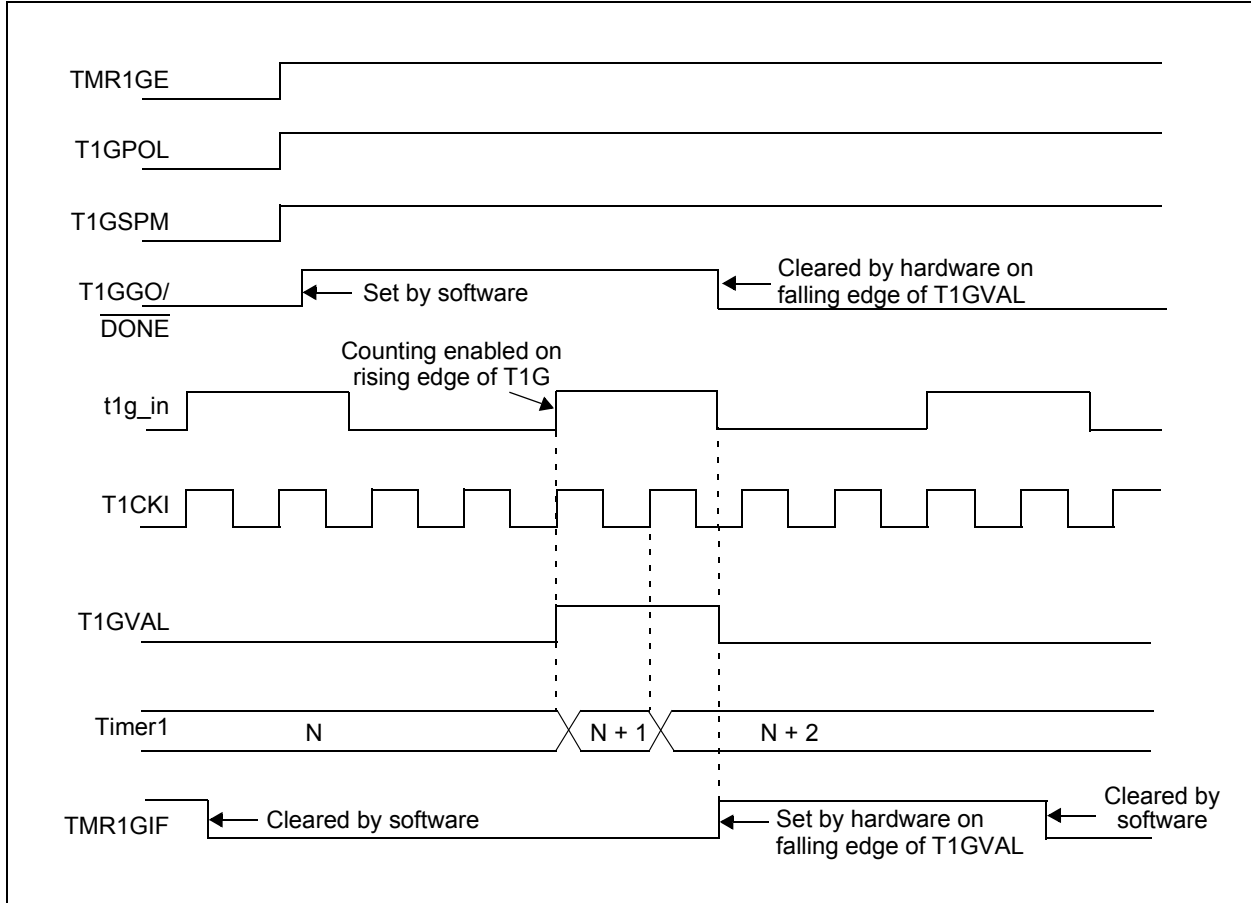 TMR1GE
T1GPOL
T1GSPM
T1GGO/
DONE
Set by software
Cleared by hardware on
falling edge of T1GVAL
Counting enabled on
rising edge of T1G
t1g_in
T1CKI
T1GVAL
Timer1
N
N + 1
N + 2
TMR1GIF
Cleared by software
Set by hardware on
falling edge of T1GVAL
Cleared by
software